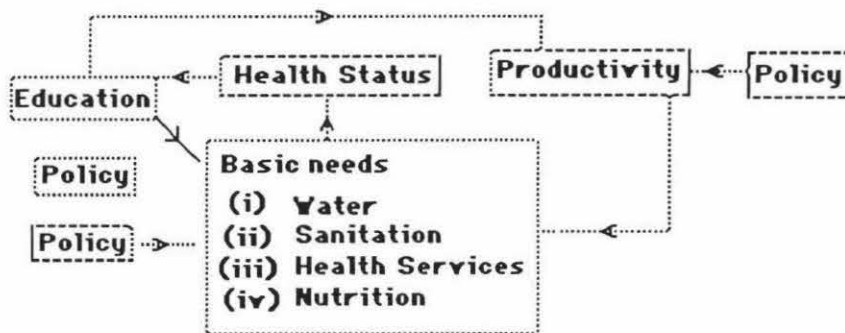 Health Status
Productivity
Policy
Education
Policy
Policy
Basic needs
(i) Water
(ii) Sanitation
(iii) Health Services
(iv) Nutrition